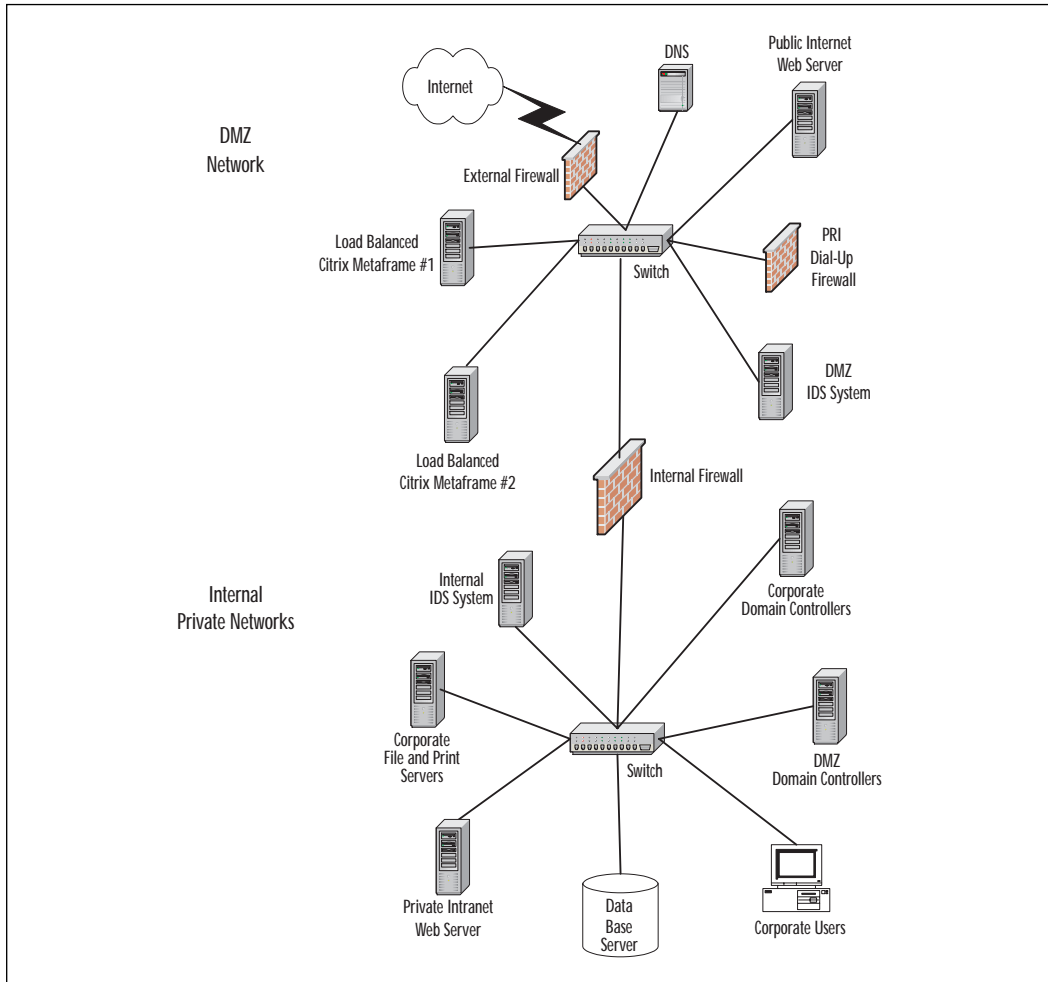 DNS
Public Internet
Web Server
Internet
DMZ
Network
External Firewall
Load Balanced
Citrix Metaframe #1
Switch
PRI
Dial-Up
Firewall
DMZ
IDS System
Load Balanced
Citrix Metaframe #2
Internal Firewall
Internal
IDS System
Corporate
Domain Controllers
Internal
Private Networks
Corporate
File and Print
Servers
Switch
DMZ
Domain Controllers
Private Intranet
Web Server
Data
Base
Server
Corporate Users